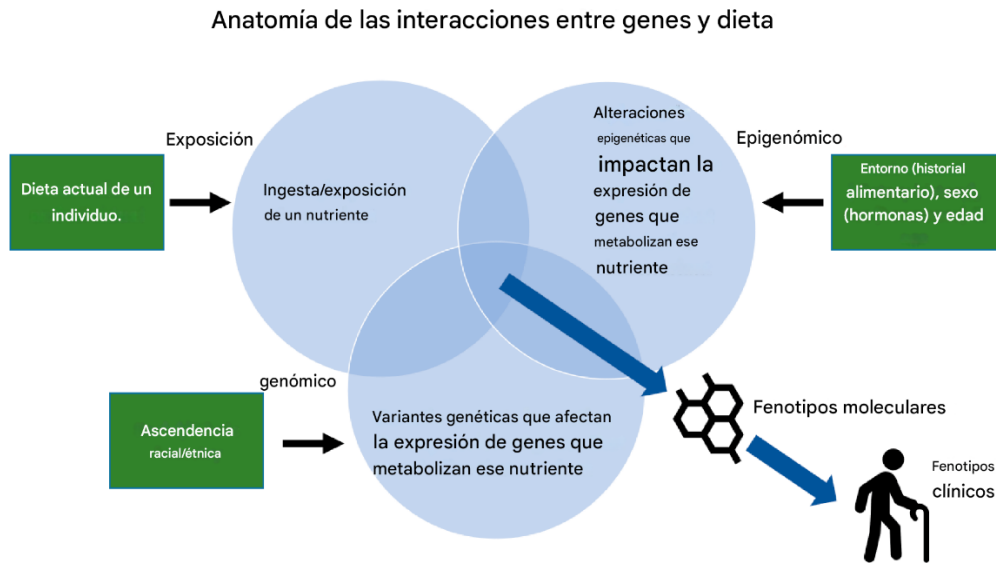 Anatomía de las interacciones entre genes y dieta
Exposición
Dieta actual de un
individuo.
Ingesta/exposición
de un nutriente
Alteraciones
epigenéticas que
impactan la
expresión de
genes que
metabolizan ese
nutriente
Epigenómico
Entorno (historial
alimentario), sexo
(hormonas) y edad
genómico
Ascendencia
racial/étnica
Variantes genéticas que afectan
la expresión de genes que
metabolizan ese nutriente
Fenotipos moleculares
Fenotipos
clínicos